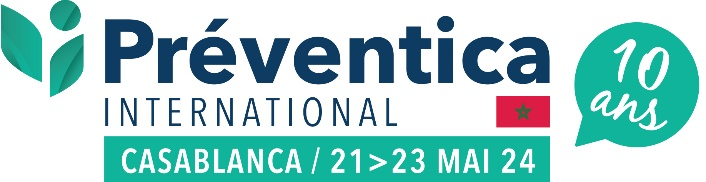 Préventica
INTERNATIONAL
CASABLANCA / 21>23 MAI 24
10
ans